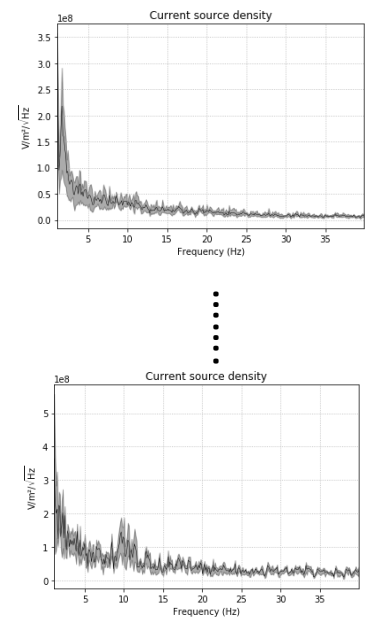 Current source density
1e8
3.5
3.0
2.5
2.0
1.5
1.0
0.5
0.0
V/m²/√Hz
5 10 15 20 25 30 35
Frequency (Hz)
Current source density
1e8
5
4
3
2
1
0
V/m²/√Hz
5 10 15 20 25 30 35
Frequency (Hz)